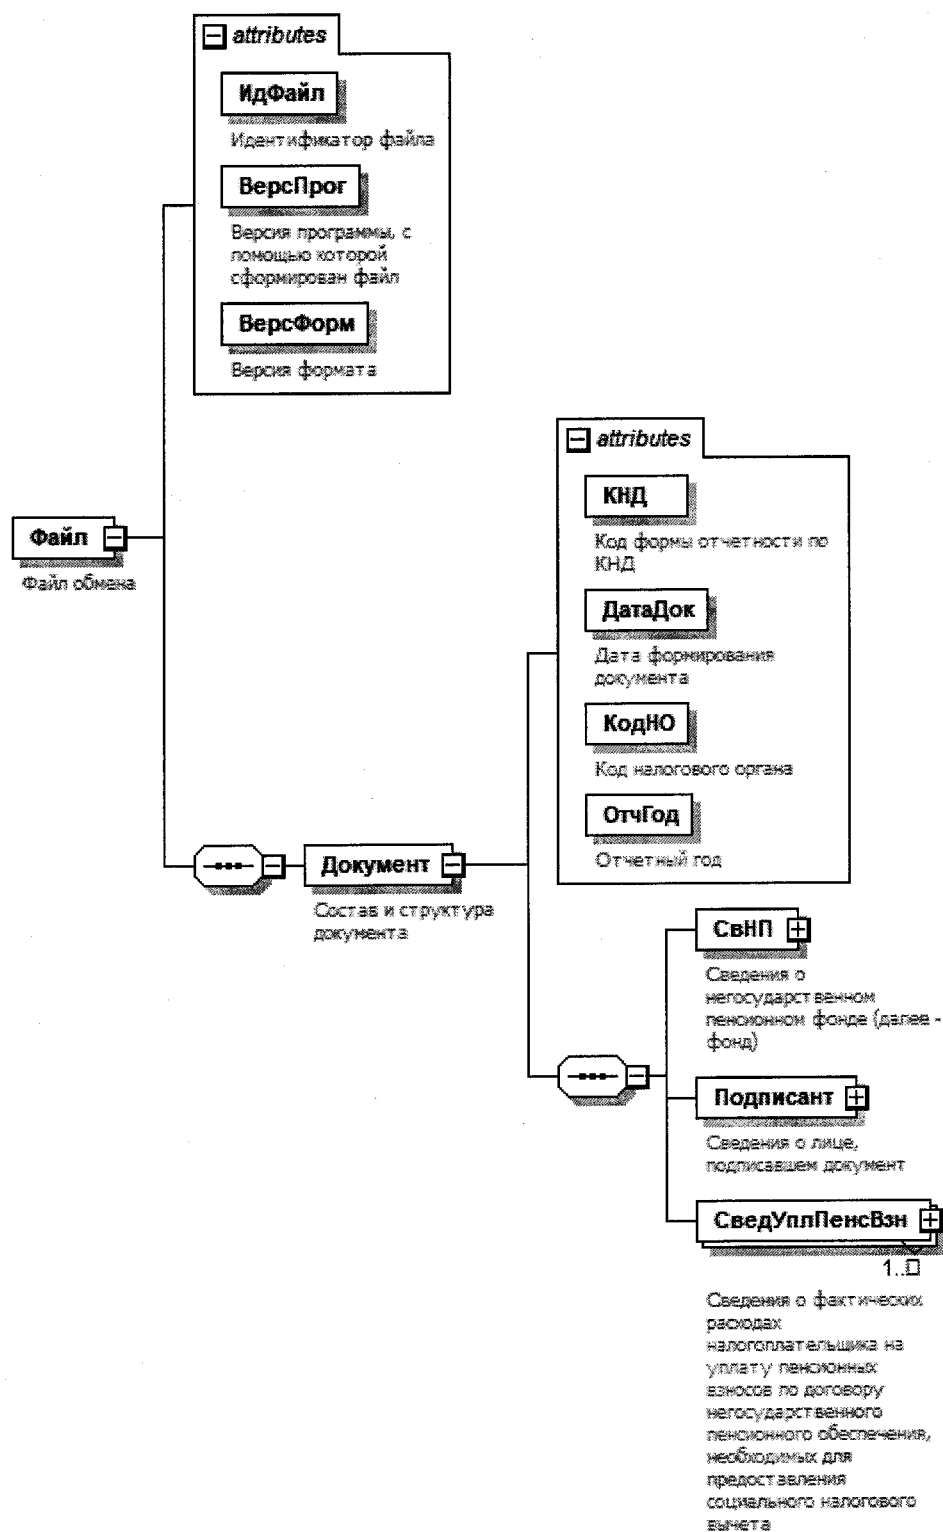 attributes
ИдФайл
Идентификатор файла
ВерсПрог
Версия программы, с
помощью которой
сформирован файл
ВерсФорм
Версия формата
Файл
Файл обмена
attributes
КНД
Код формы отчетности по
КНД
ДатаДок
Дата формирования
документа
КодНО
Код налогового органа
ОтчГод
Отчетный год
Документ
Состав и структура
документа
СвНП
Сведения о
негосударственном
пенсионном фонде (далее -
фонд)
Подписант
Сведения о лице,
подписавшем документ
СведУплПенсВзн
1..□
Сведения о фактических
расходах
налогоплательщика на
уплату пенсионных
взносов по договору
негосударственного
пенсионного обеспечения,
необходимых для
предоставления
социального налогового
вычета